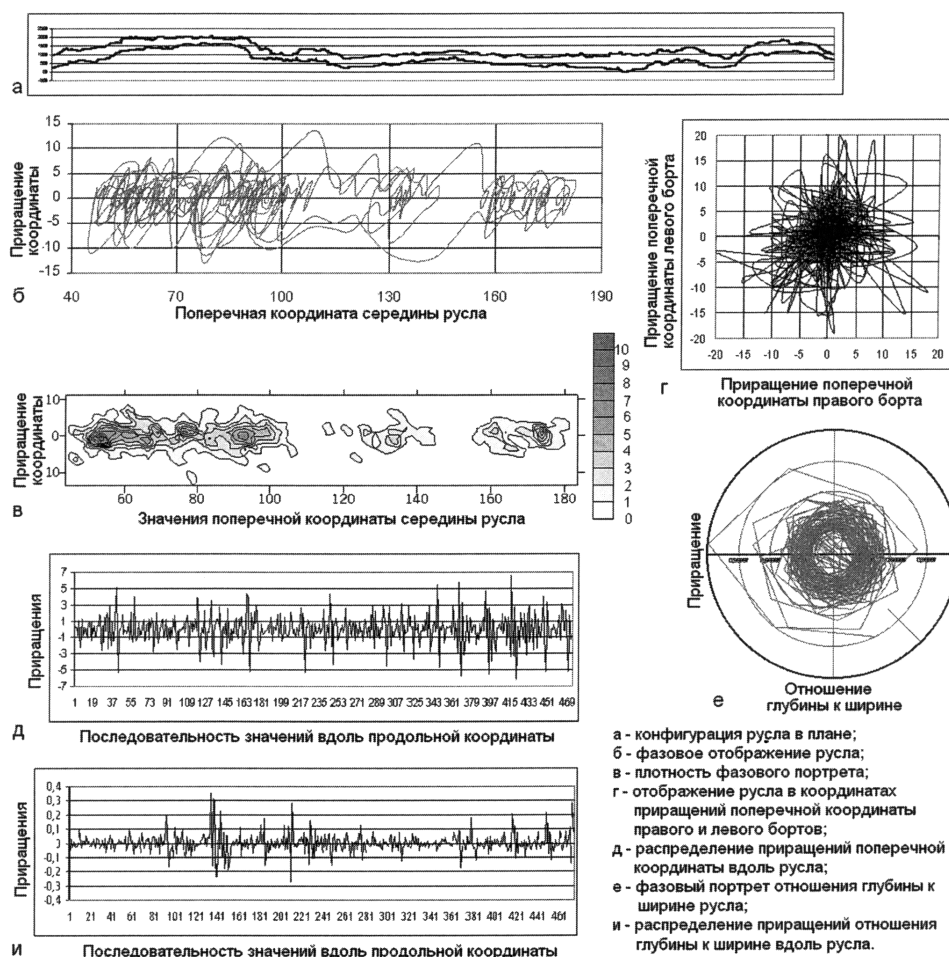 а
15
10
5
0
-5
-10
-15
Приращение
координаты
40 70 100 130 160 190
Поперечная координата середины русла
б
20
15
10
5
0
-5
-10
-15
-20
-20 -15 -10 -5 0 5 10 15 20
Приращение поперечной
координаты левого борта
Приращение поперечной
координаты правого борта
г
10
0
10
Приращение
координаты
60 80 100 120 140 160 180
Значения поперечной координаты середины русла
10
9
8
7
6
5
4
3
2
1
0
в
Приращение
Отношение
глубины к ширине
е
7
5
3
1
-1
-3
-5
-7
Приращения
1 19 37 55 73 91 109 127 145 163 181 199 217 235 253 271 289 307 325 343 361 379 397 415 433 451 469
Последовательность значений вдоль продольной координаты
д
0,4
0,3
0,2
0,1
0
-0,1
-0,2
-0,3
0,4
Приращения
1 21 41 61 81 101 121 141 161 181 201 221 241 261 281 301 321 341 361 381 401 421 441 461
Последовательность значений вдоль продольной координаты
и
а - конфигурация русла в плане;
б - фазовое отображение русла;
в - плотность фазового портрета;
г - отображение русла в координатах
приращений поперечной координаты
правого и левого бортов;
д - распределение приращений поперечной
координаты вдоль русла;
е - фазовый портрет отношения глубины к
ширине русла;
и - распределение приращений отношения
глубины к ширине вдоль русла.